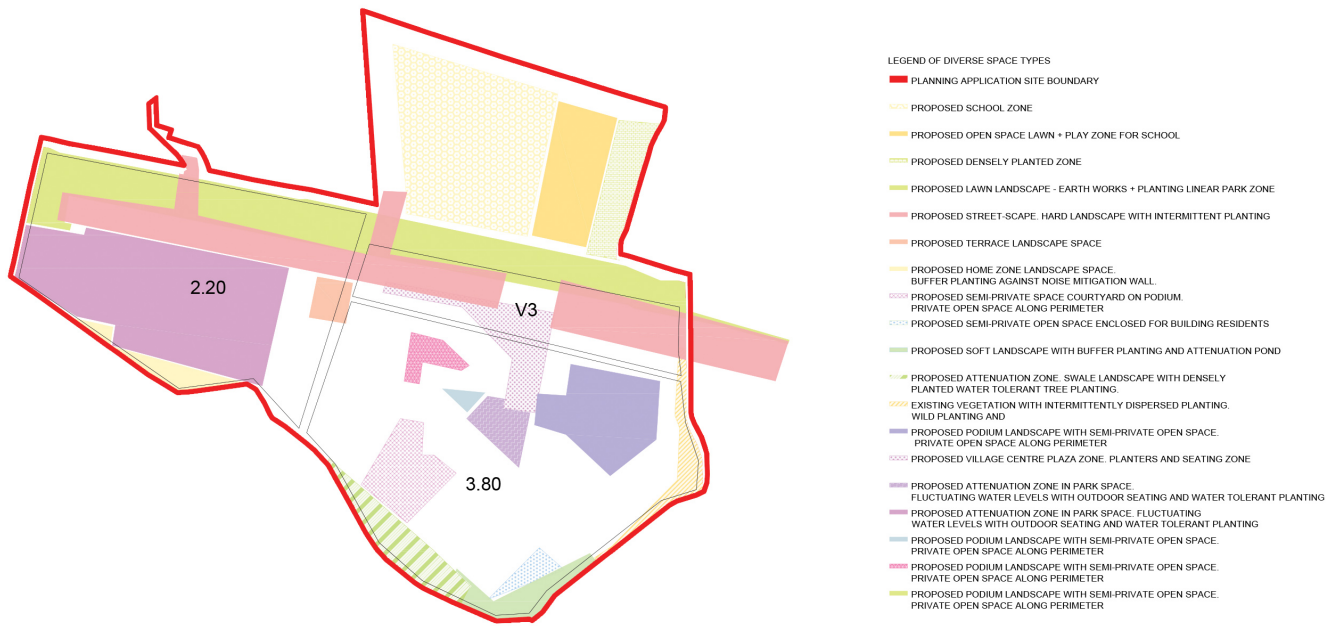 LEGEND OF DIVERSE SPACE TYPES
PLANNING APPLICATION SITE BOUNDARY
PROPOSED SCHOOL ZONE
PROPOSED OPEN SPACE LAWN + PLAY ZONE FOR SCHOOL
PROPOSED DENSELY PLANTED ZONE
PROPOSED LAWN LANDSCAPE - EARTH WORKS + PLANTING LINEAR PARK ZONE
PROPOSED STREET-SCAPE. HARD LANDSCAPE WITH INTERMITTENT PLANTING
PROPOSED TERRACE LANDSCAPE SPACE
PROPOSED HOME ZONE LANDSCAPE SPACE.
BUFFER PLANTING AGAINST NOISE MITIGATION WALL.
PROPOSED SEMI-PRIVATE SPACE COURTYARD ON PODIUM.
PRIVATE OPEN SPACE ALONG PERIMETER
PROPOSED SEMI-PRIVATE OPEN SPACE ENCLOSED FOR BUILDING RESIDENTS
PROPOSED SOFT LANDSCAPE WITH BUFFER PLANTING AND ATTENUATION POND
PROPOSED ATTENUATION ZONE. SWALE LANDSCAPE WITH DENSELY
PLANTED WATER TOLERANT TREE PLANTING.
EXISTING VEGETATION WITH INTERMITTENTLY DISPERSED PLANTING.
WILD PLANTING AND
PROPOSED PODIUM LANDSCAPE WITH SEMI-PRIVATE OPEN SPACE.
PRIVATE OPEN SPACE ALONG PERIMETER
PROPOSED VILLAGE CENTRE PLAZA ZONE. PLANTERS AND SEATING ZONE
PROPOSED ATTENUATION ZONE IN PARK SPACE.
FLUCTUATING WATER LEVELS WITH OUTDOOR SEATING AND WATER TOLERANT PLANTING
PROPOSED ATTENUATION ZONE IN PARK SPACE. FLUCTUATING
WATER LEVELS WITH OUTDOOR SEATING AND WATER TOLERANT PLANTING
PROPOSED PODIUM LANDSCAPE WITH SEMI-PRIVATE OPEN SPACE.
PRIVATE OPEN SPACE ALONG PERIMETER
PROPOSED PODIUM LANDSCAPE WITH SEMI-PRIVATE OPEN SPACE.
PRIVATE OPEN SPACE ALONG PERIMETER
PROPOSED PODIUM LANDSCAPE WITH SEMI-PRIVATE OPEN SPACE.
PRIVATE OPEN SPACE ALONG PERIMETER
2.20
V3
3.80